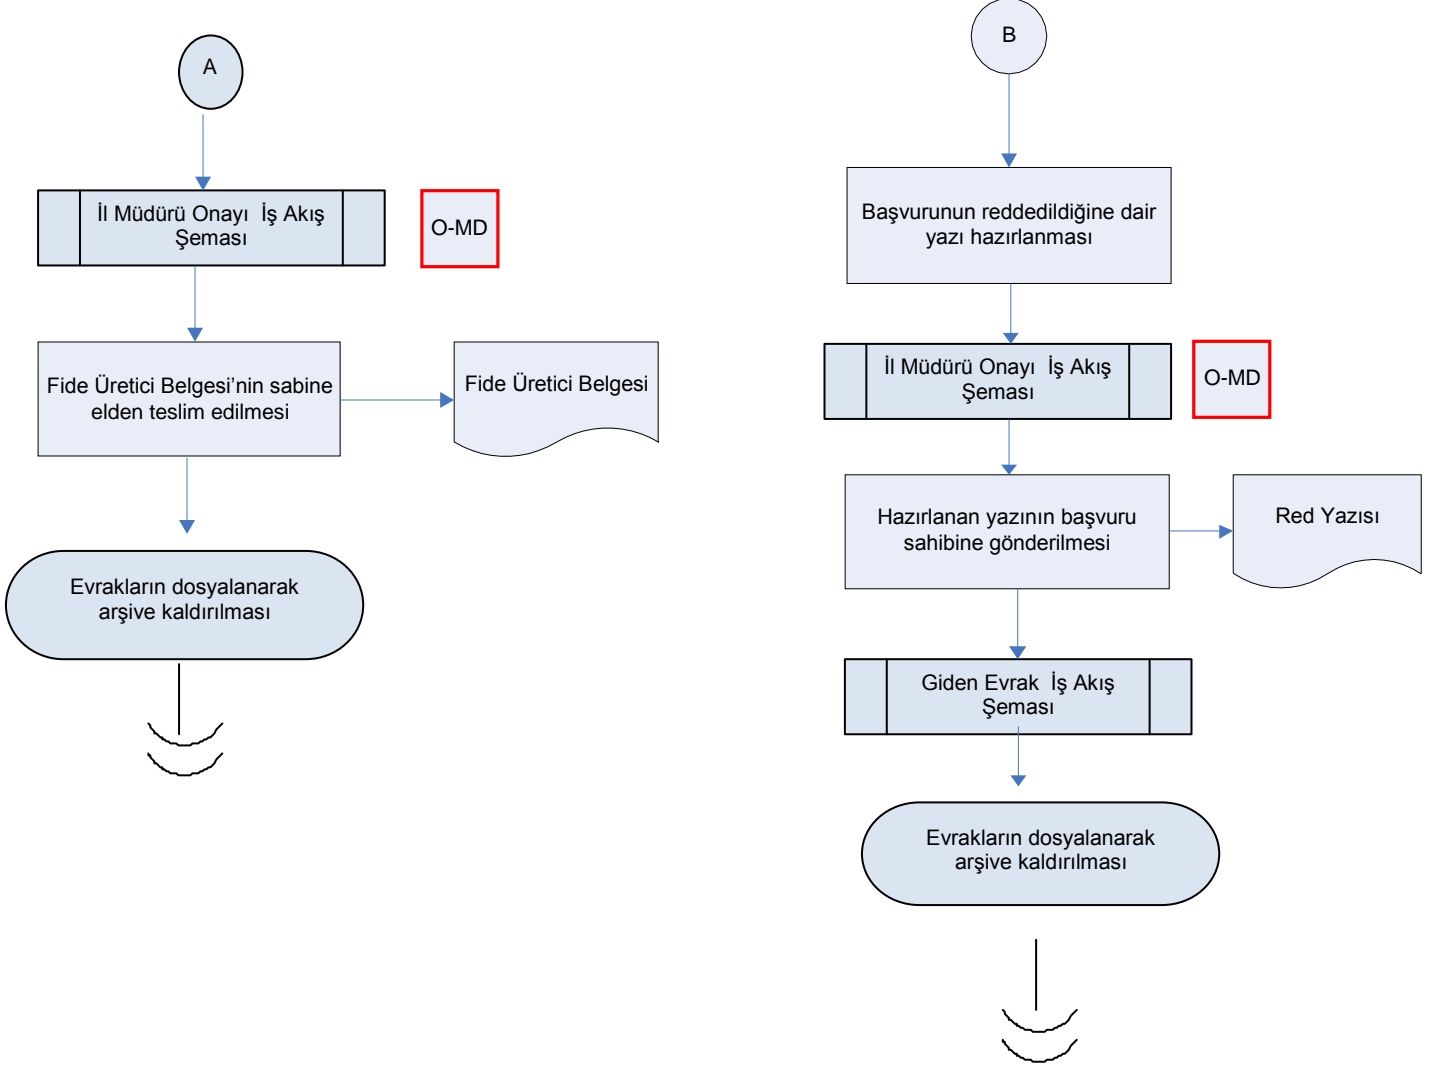 A
İl Müdürü Onayı  İş Akış
Şeması
O-MD
Fide Üretici Belgesi’nin sabine
elden teslim edilmesi
Fide Üretici Belgesi
Evrakların dosyalanarak
arşive kaldırılması
B
Başvurunun reddedildiğine dair
yazı hazırlanması
İl Müdürü Onayı  İş Akış
Şeması
O-MD
Hazırlanan yazının başvuru
sahibine gönderilmesi
Red Yazısı
Giden Evrak  İş Akış
Şeması
Evrakların dosyalanarak
arşive kaldırılması